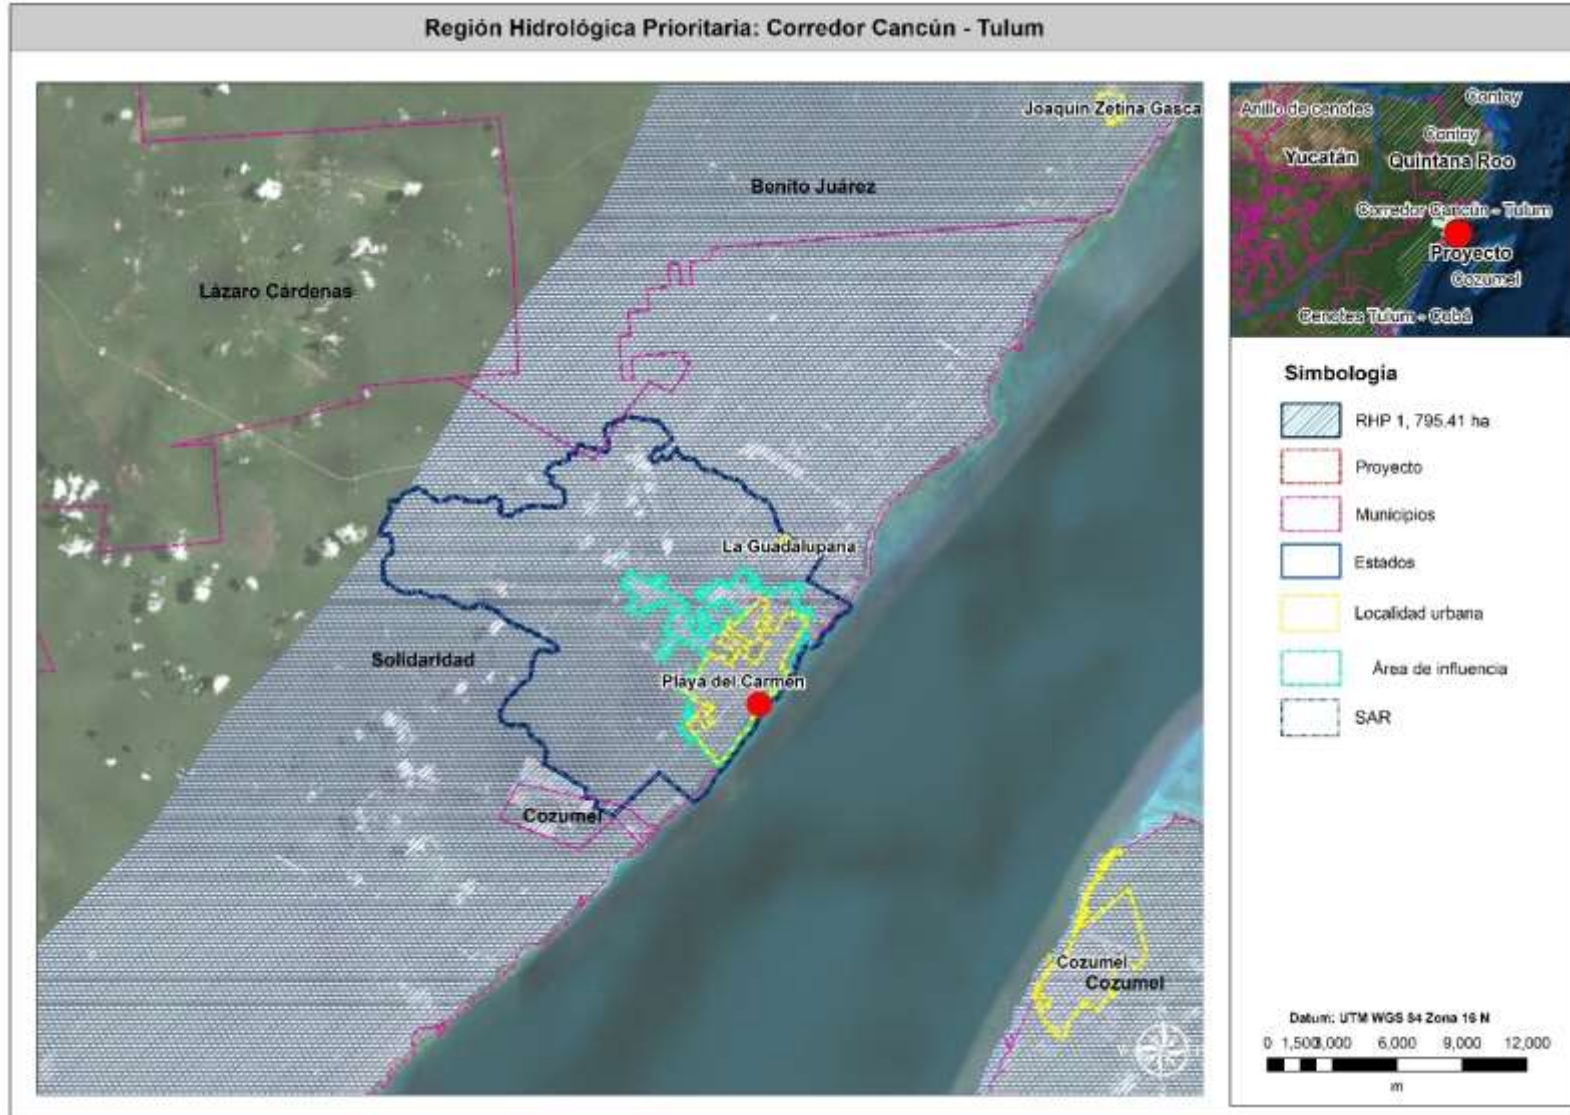 Región Hidrológica Prioritaria: Corredor Cancún - Tulum
Joaquín Zetina Gasca
Benito Juárez
Lázaro Cárdenas
La Guadalupana
Solidaridad
Playa del Carmen
Cozumel
Cozumel
Cozumel
Contoy
Anillo de cenotes
Contoy
Yucatán
Quintana Roo
Corredor Cancún - Tulum
Proyecto
Cozumel
Cenotes Tulum - Cobá
Simbología
RHP 1, 795.41 ha
Proyecto
Municipios
Estados
Localidad urbana
Área de influencia
SAR
Datum: UTM WGS 84 Zona 16 N
0 1,500 3,000 6,000 9,000 12,000
m